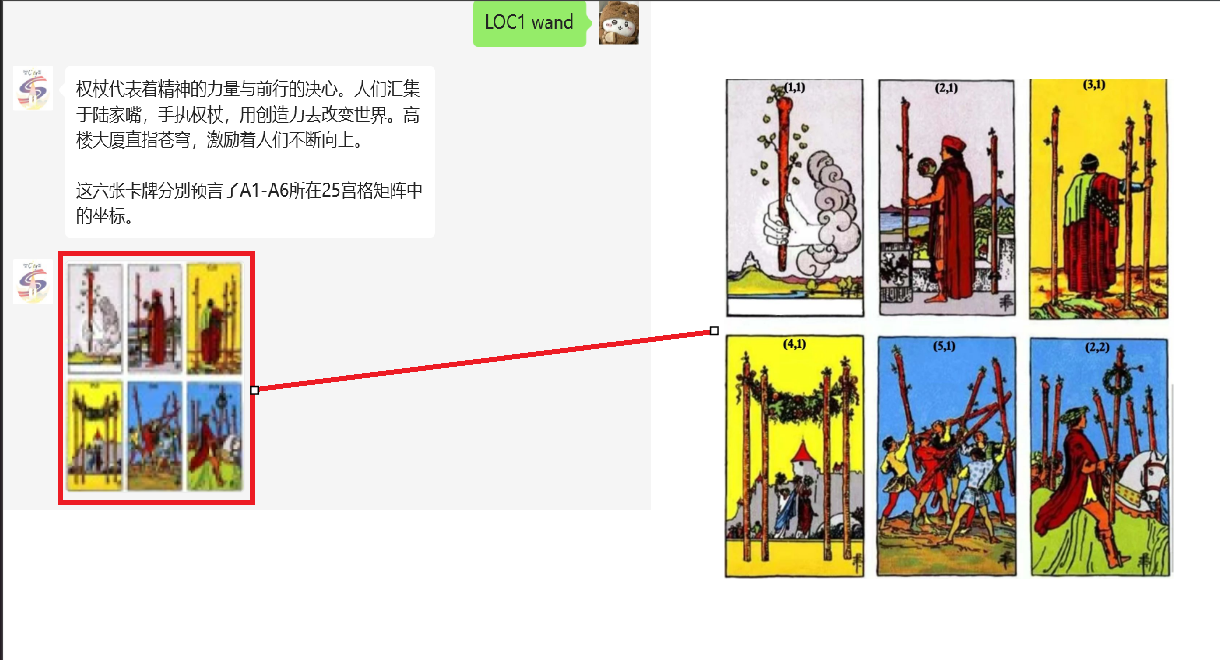 LOC1 wand
权杖代表着精神的力量与前行的决心。人们汇集
于陆家嘴，手执权杖，用创造力去改变世界。高
楼大厦直指苍穹，激励着人们不断向上。
这六张卡牌分别预言了A1-A6所在25宫格矩阵中
的坐标。
(1,1)
(2,1)
(3,1)
(4,1)
(5,1)
(2,2)